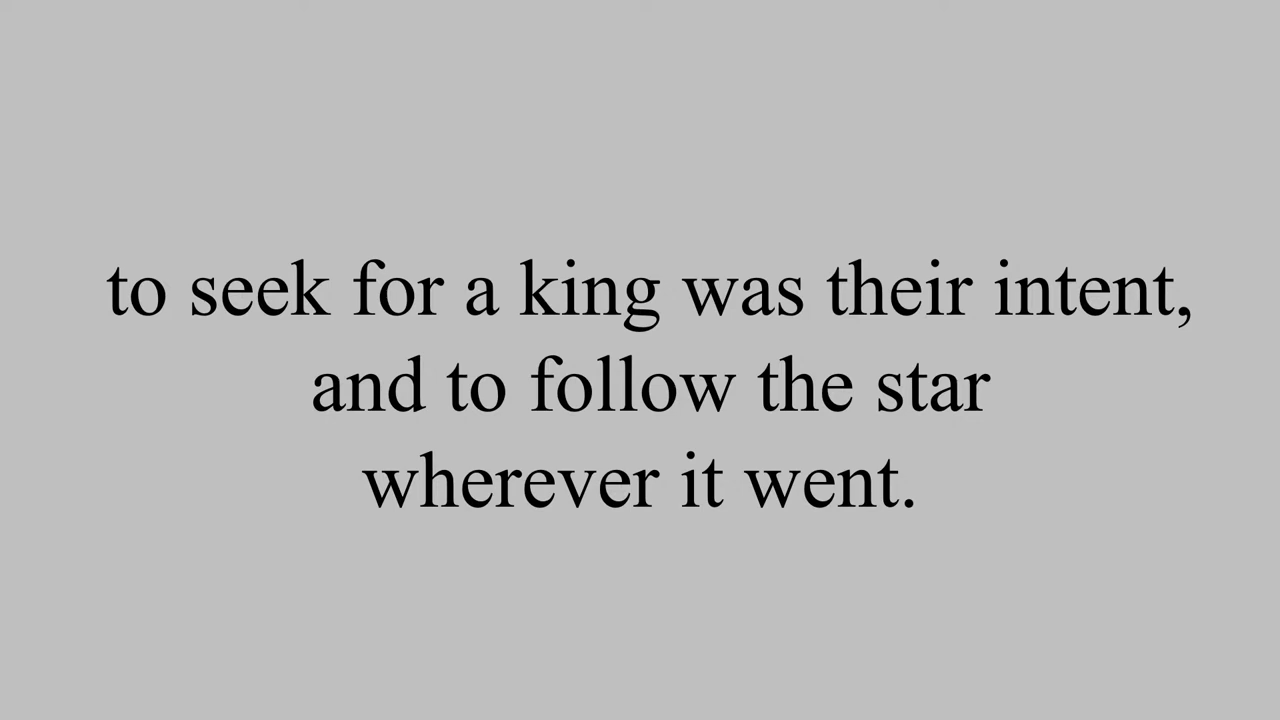 to seek for a king was their intent,
and to follow the star
wherever it went.